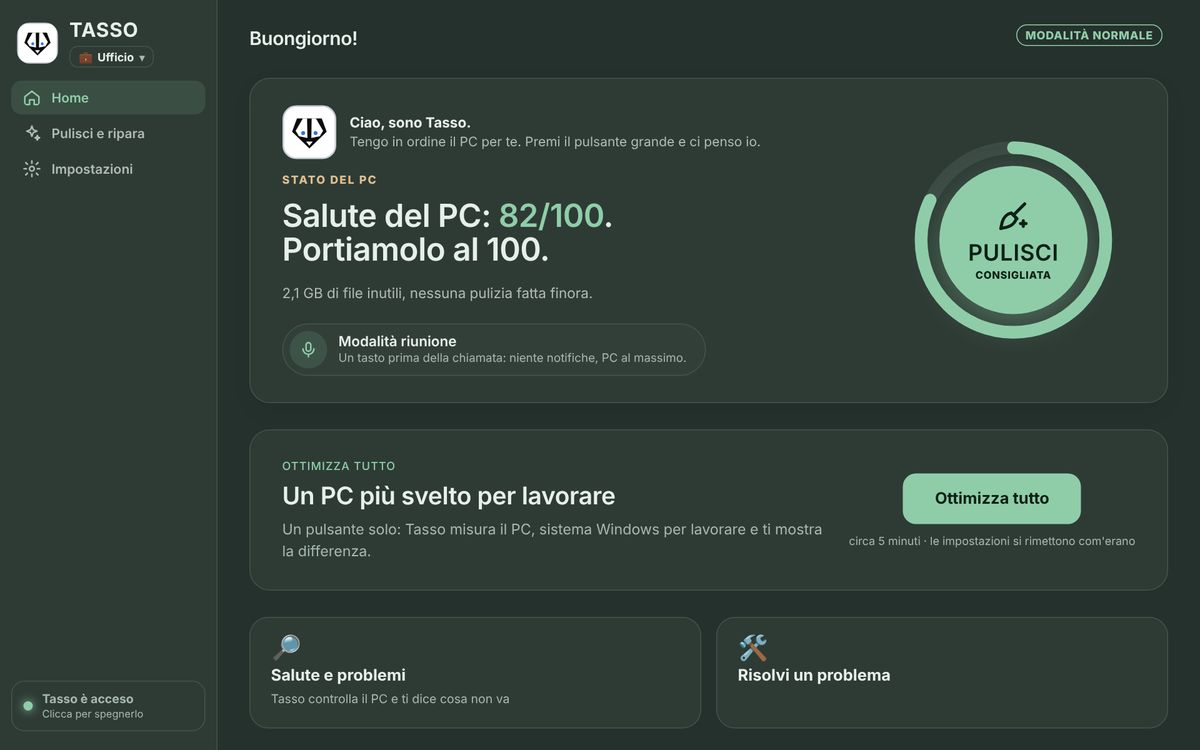 TASSO
Ufficio
Home
Pulisci e ripara
Impostazioni
Tasso è acceso
Clicca per spegnerlo
Buongiorno!
MODALITÀ NORMALE
Ciao, sono Tasso.
Tengo in ordine il PC per te. Premi il pulsante grande e ci penso io.
STATO DEL PC
Salute del PC: 82/100.
Portiamolo al 100.
2,1 GB di file inutili, nessuna pulizia fatta finora.
Modalità riunione
Un tasto prima della chiamata: niente notifiche, PC al massimo.
PULISCI
CONSIGLIATA
OTTIMIZZA TUTTO
Un PC più svelto per lavorare
Un pulsante solo: Tasso misura il PC, sistema Windows per lavorare e ti mostra
la differenza.
Ottimizza tutto
circa 5 minuti · le impostazioni si rimettono com'erano
Salute e problemi
Tasso controlla il PC e ti dice cosa non va
Risolvi un problema